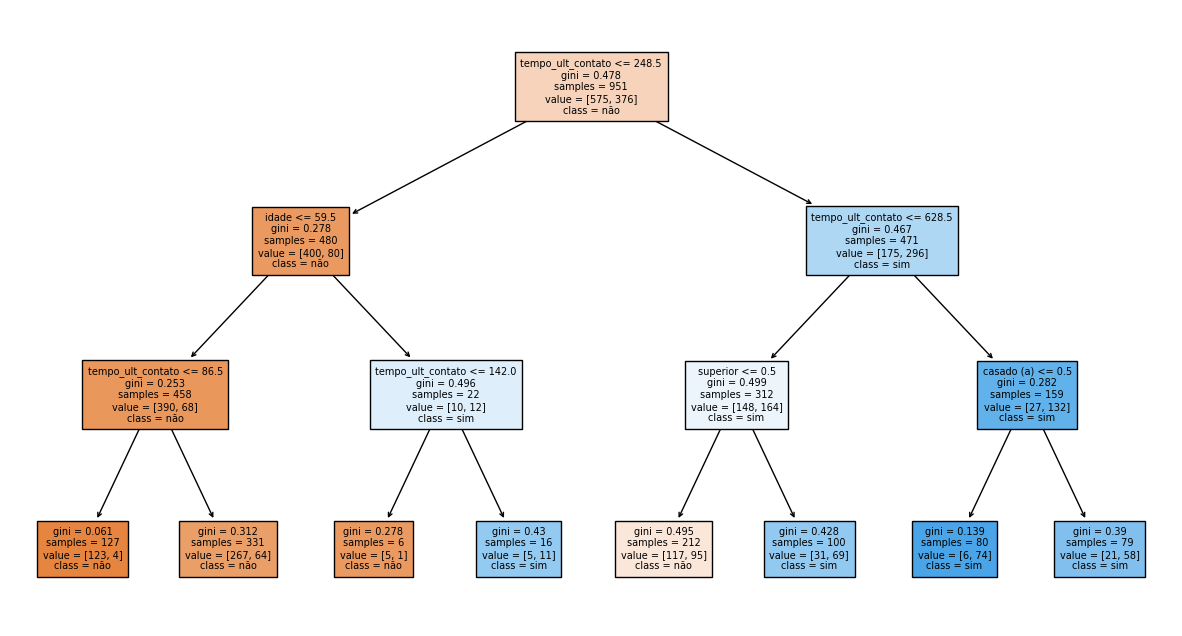 tempo_ult_contato <= 248.5
gini = 0.478
samples = 951
value = [575, 376]
class = não
idade <= 59.5
gini = 0.278
samples = 480
value = [400, 80]
class = não
tempo_ult_contato <= 628.5
gini = 0.467
samples = 471
value = [175, 296]
class = sim
tempo_ult_contato <= 86.5
gini = 0.253
samples = 458
value = [390, 68]
class = não
tempo_ult_contato <= 142.0
gini = 0.496
samples = 22
value = [10, 12]
class = sim
superior <= 0.5
gini = 0.499
samples = 312
value = [148, 164]
class = sim
casado (a) <= 0.5
gini = 0.282
samples = 159
value = [27, 132]
class = sim
gini = 0.061
samples = 127
value = [123, 4]
class = não
gini = 0.312
samples = 331
value = [267, 64]
class = não
gini = 0.278
samples = 6
value = [5, 1]
class = não
gini = 0.43
samples = 16
value = [5, 11]
class = sim
gini = 0.495
samples = 212
value = [117, 95]
class = não
gini = 0.428
samples = 100
value = [31, 69]
class = sim
gini = 0.139
samples = 80
value = [6, 74]
class = sim
gini = 0.39
samples = 79
value = [21, 58]
class = sim